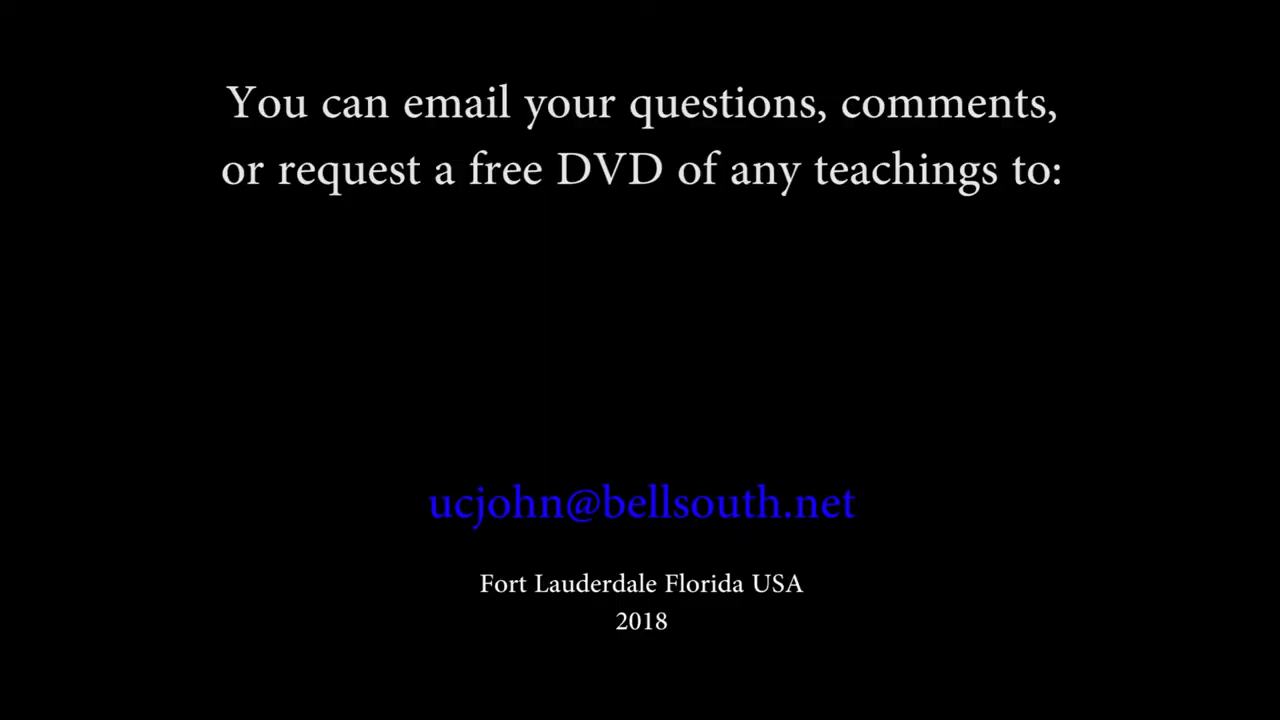 You can email your questions, comments,
or request a free DVD of any teachings to:
ucjohn@bellsouth.net
Fort Lauderdale Florida USA
2018